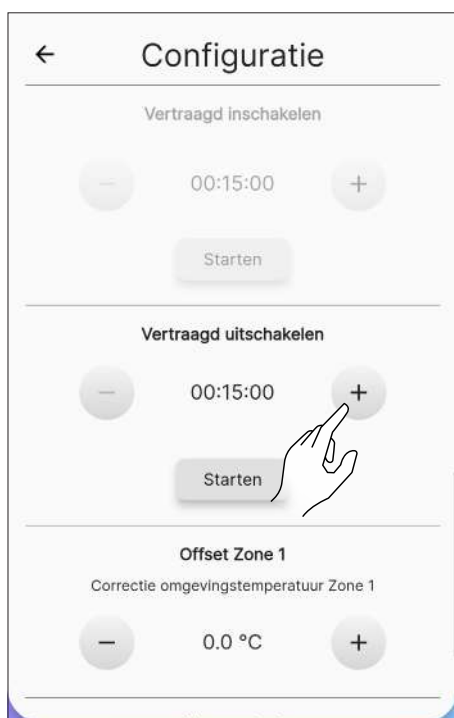 ← Configuratie
Vertraagd inschakelen
− 00:15:00 +
Starten
Vertraagd uitschakelen
− 00:15:00 +
Starten
Offset Zone 1
Correctie omgevingstemperatuur Zone 1
− 0.0 °C +